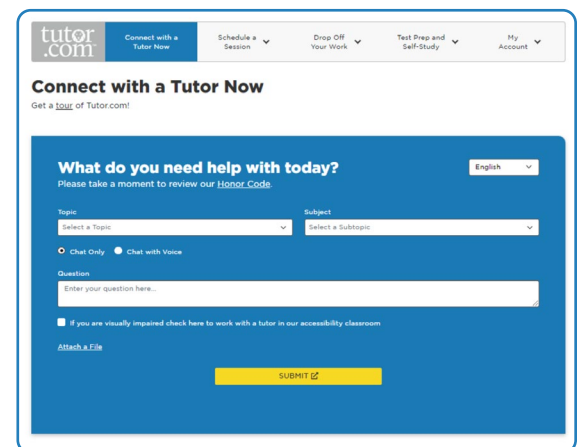 tutor
.com
Connect with a
Tutor Now
Schedule a
Session
Drop Off
Your Work
Test Prep and
Self-Study
My
Account
Connect with a Tutor Now
Get a tour of Tutor.com!
What do you need help with today?
English
Please take a moment to review our Honor Code.
Topic
Subject
Select a Topic
Select a Subtopic
Chat Only
Chat with Voice
Question
Enter your question here...
If you are visually impaired check here to work with a tutor in our accessibility classroom
Attach a File
SUBMIT